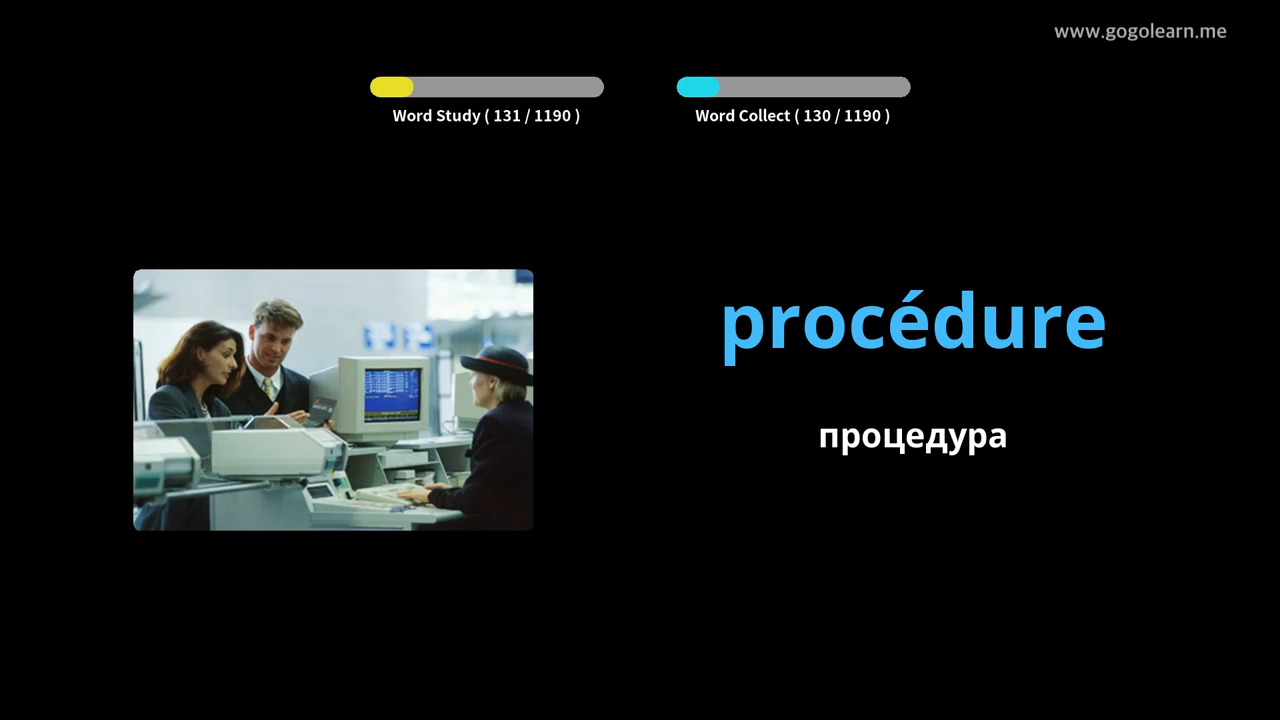 www.gogolearn.me
Word Study ( 131 / 1190 )
Word Collect ( 130 / 1190 )
procédure
процедура